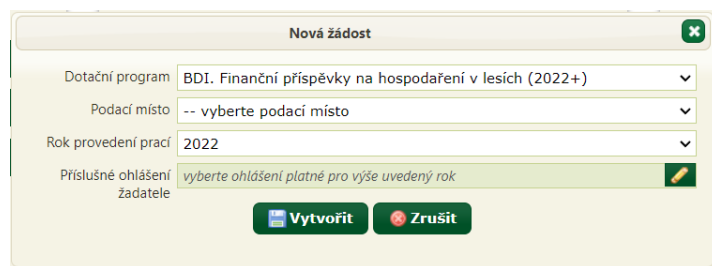 Nová žádost
Dotační program BDI. Finanční příspěvky na hospodaření v lesích (2022+)
Podací místo -- vyberte podací místo
Rok provedení prací 2022
Příslušné ohlášení žadatele vyberte ohlášení platné pro výše uvedený rok
Vytvořit Zrušit